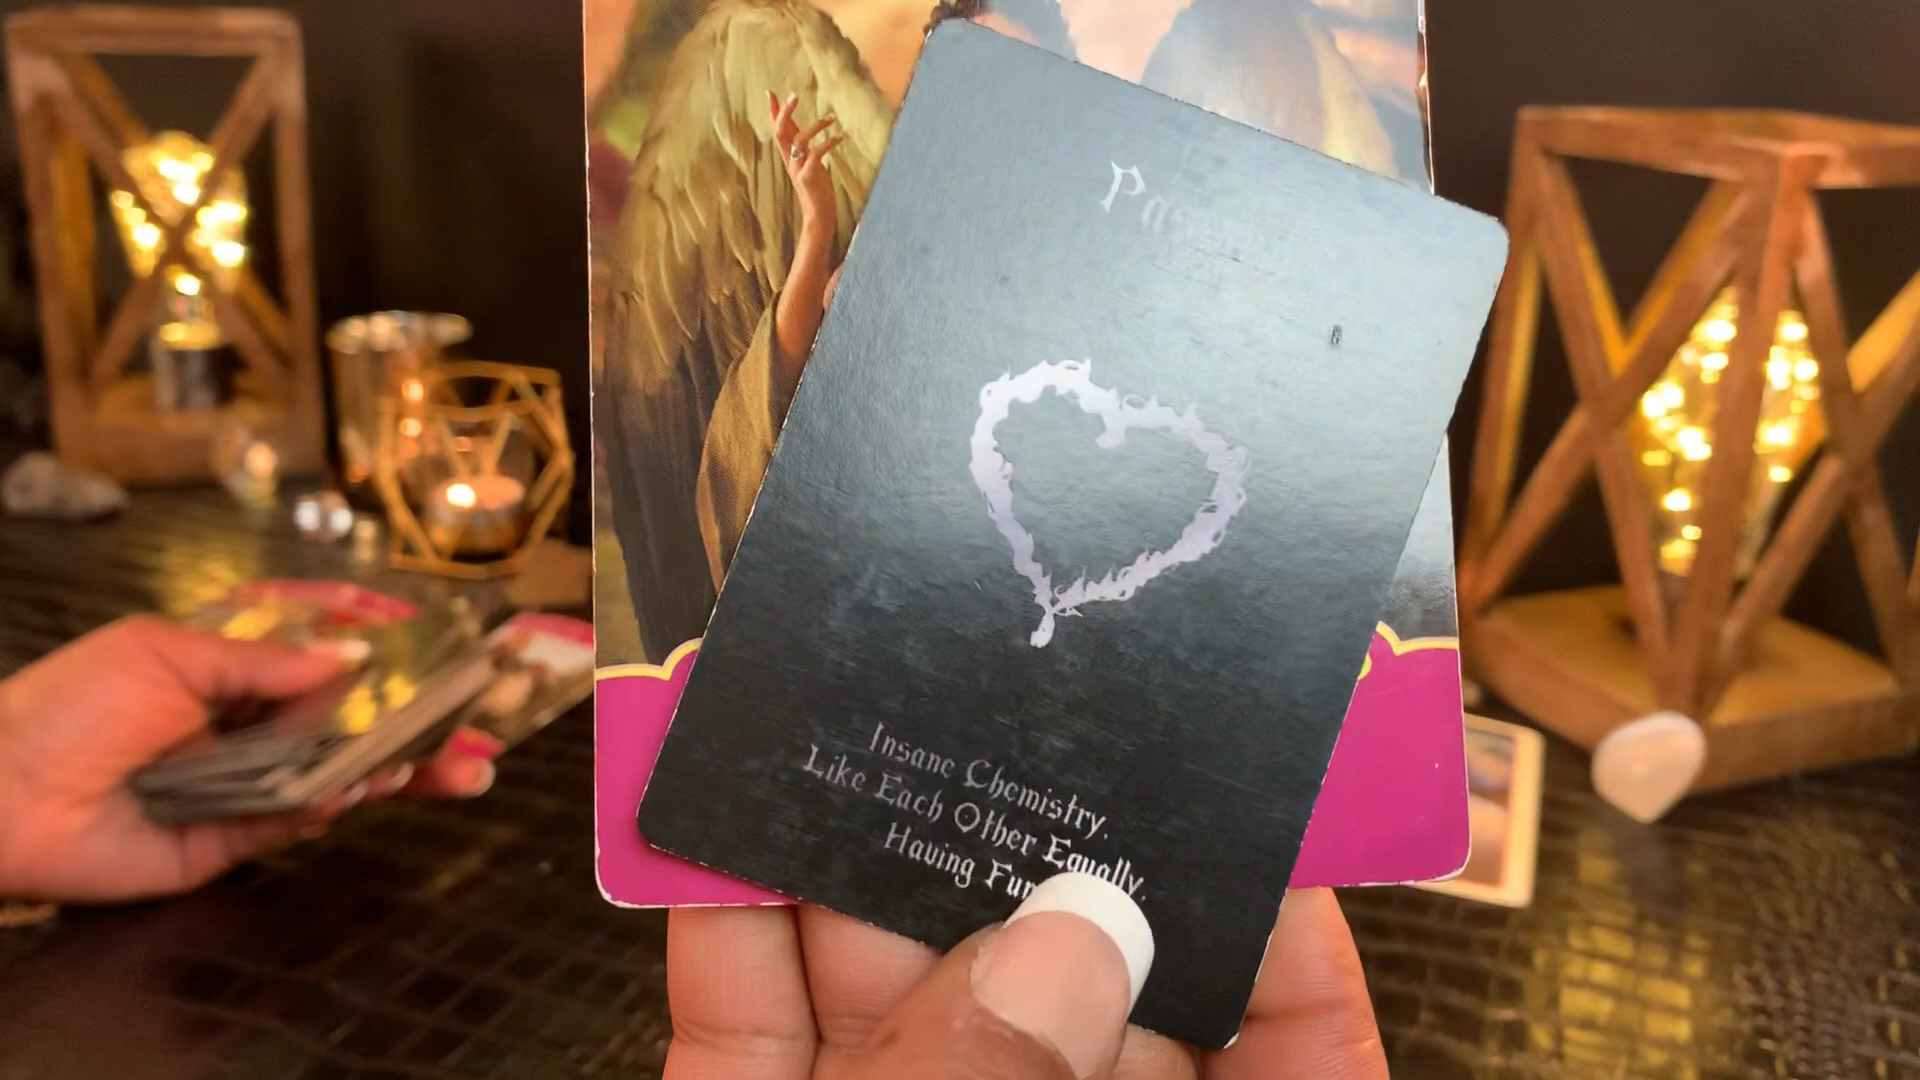 Insane Chemistry.
Like Each Other Equally,
Having Fun